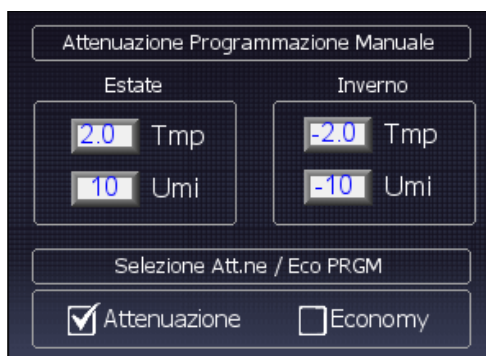 Attenuazione Programmazione Manuale
Estate
Inverno
2.0 Tmp
-2.0 Tmp
10 Umi
-10 Umi
Selezione Att.ne / Eco PRGM
Attenuazione
Economy